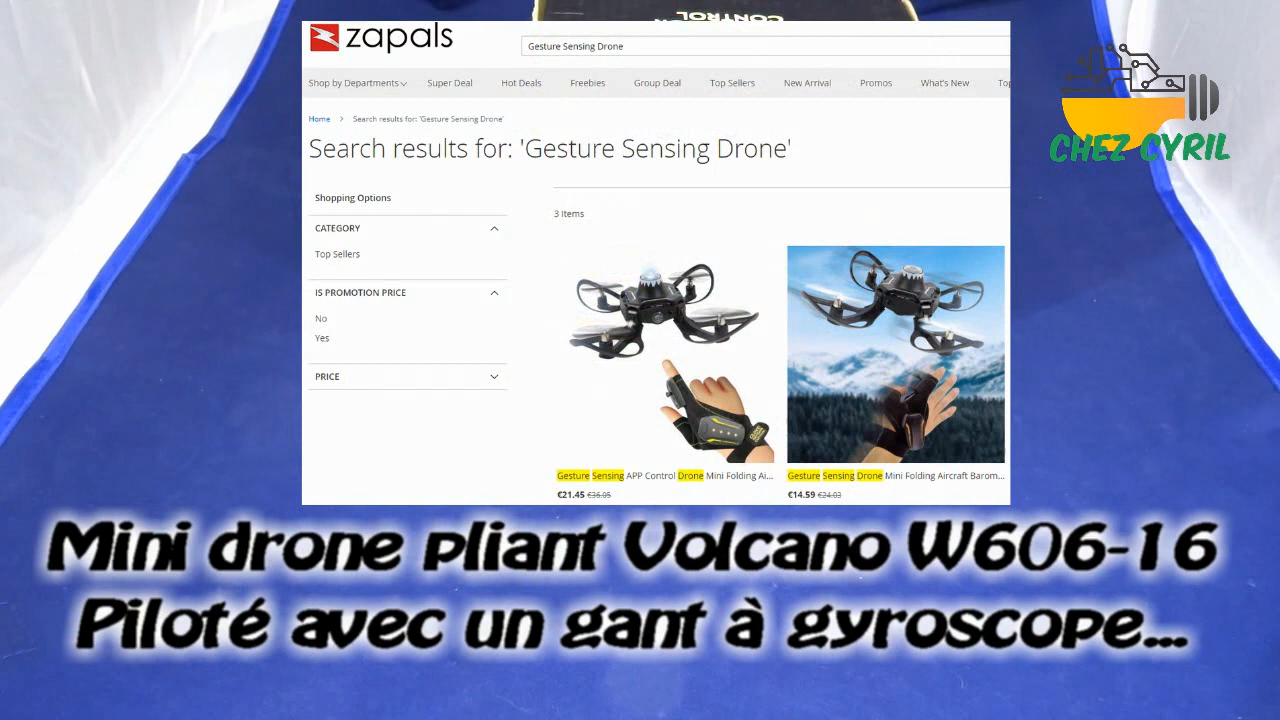 CONTROL
zapals
Gesture Sensing Drone
Shop by Departments
per Deal
Hot Deals
Freebies
Group Deal
Top Sellers
New Arrival
Promos
What's New
Home > Search results for: 'Gesture Sensing Drone'
Search results for: 'Gesture Sensing Drone'
Shopping Options
CATEGORY
Top Sellers
IS PROMOTION PRICE
No
Yes
PRICE
3 Items
Gesture Sensing APP Control Drone Mini Folding Ai...
€21.45 €36.05
Gesture Sensing Drone Mini Folding Aircraft Barom...
€14.59 €24.03
CHEZ CYRIL
Mini drone pliant Volcano W606-16
Piloté avec un gant à gyroscope...